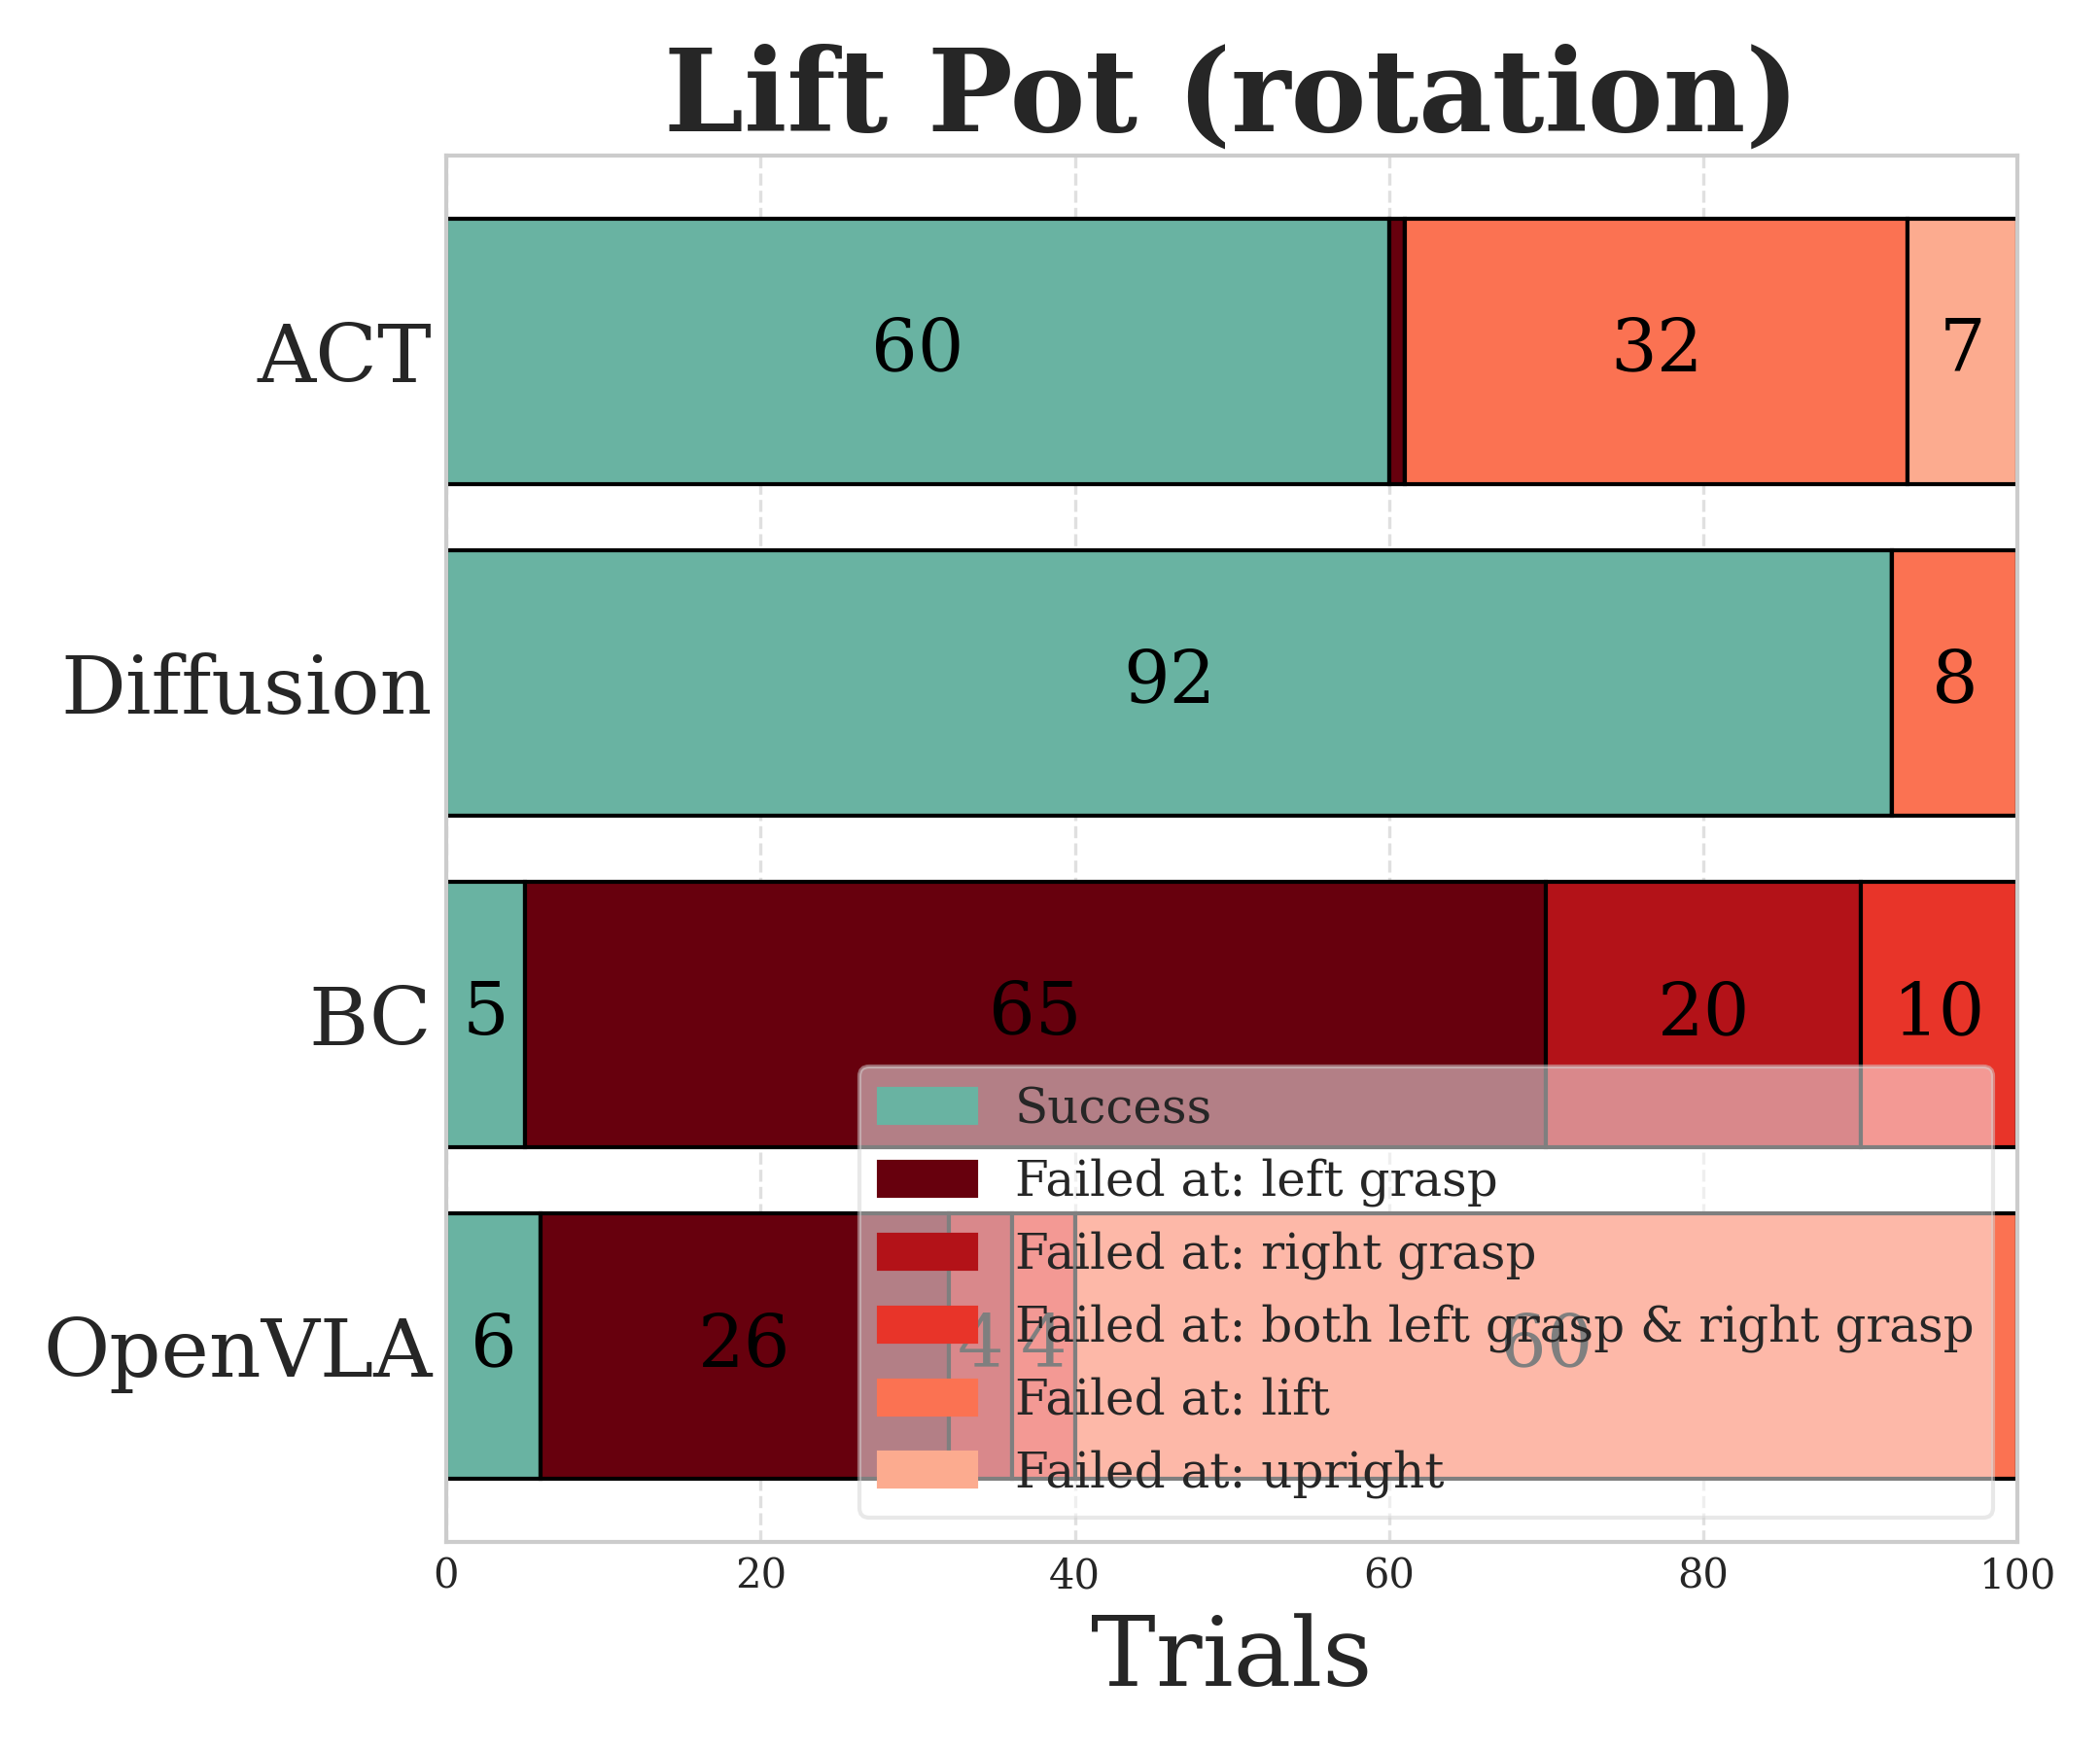 Lift Pot (rotation)
ACT
60
32
7
Diffusion
92
8
BC
5
65
20
10
Success
Failed at: left grasp
Failed at: right grasp
Failed at: both left grasp & right grasp
Failed at: lift
Failed at: upright
OpenVLA
6
26
4
4
60
0
20
40
60
80
100
Trials